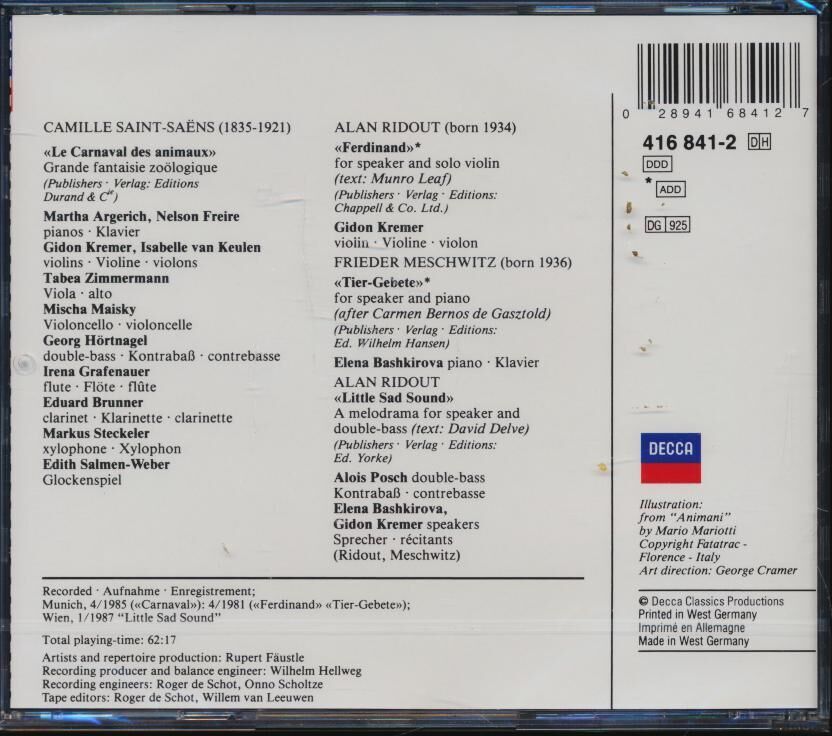 CAMILLE SAINT-SAËNS (1835-1921)
«Le Carnaval des animaux»
Grande fantaisie zoölogique
(Publishers · Verlag: Editions
Durand & Cie)
Martha Argerich, Nelson Freire
pianos · Klavier
Gidon Kremer, Isabelle van Keulen
violins · Violine · violons
Tabea Zimmermann
Viola · alto
Mischa Maisky
Violoncello · violoncelle
Georg Hörtnagel
double-bass · Kontrabaß · contrebasse
Irena Grafenauer
flute · Flöte · flûte
Eduard Brunner
clarinet · Klarinette · clarinette
Markus Steckeler
xylophone · Xylophon
Edith Salmen-Weber
Glockenspiel
ALAN RIDOUT (born 1934)
«Ferdinand»*
for speaker and solo violin
(text: Munro Leaf)
(Publishers · Verlag · Editions:
Chappell & Co. Ltd.)
Gidon Kremer
violin · Violine · violon
FRIEDER MESCHWITZ (born 1936)
«Tier-Gebete»*
for speaker and piano
(after Carmen Bernos de Gasztold)
(Publishers · Verlag · Editions:
Ed. Wilhelm Hansen)
Elena Bashkirova piano · Klavier
ALAN RIDOUT
«Little Sad Sound»
A melodrama for speaker and
double-bass (text: David Delve)
(Publishers · Verlag · Editions:
Ed. Yorke)
Alois Posch double-bass
Kontrabaß · contrebasse
Elena Bashkirova,
Gidon Kremer speakers
Sprecher · récitants
(Ridout, Meschwitz)
Recorded · Aufnahme · Enregistrement;
Munich, 4/1985 («Carnaval»): 4/1981 («Ferdinand» «Tier-Gebete»);
Wien, 1/1987 "Little Sad Sound"
Total playing-time: 62:17
Artists and repertoire production: Rupert Fäustle
Recording producer and balance engineer: Wilhelm Hellweg
Recording engineers: Roger de Schot, Onno Scholtze
Tape editors: Roger de Schot, Willem van Leeuwen
0 28941 68412 7
416 841-2 DH
DDD
* ADD
DG 925
DECCA
Illustration:
from "Animani"
by Mario Mariotti
Copyright Fatatrac -
Florence - Italy
Art direction: George Cramer
© Decca Classics Productions
Printed in West Germany
Imprimé en Allemagne
Made in West Germany